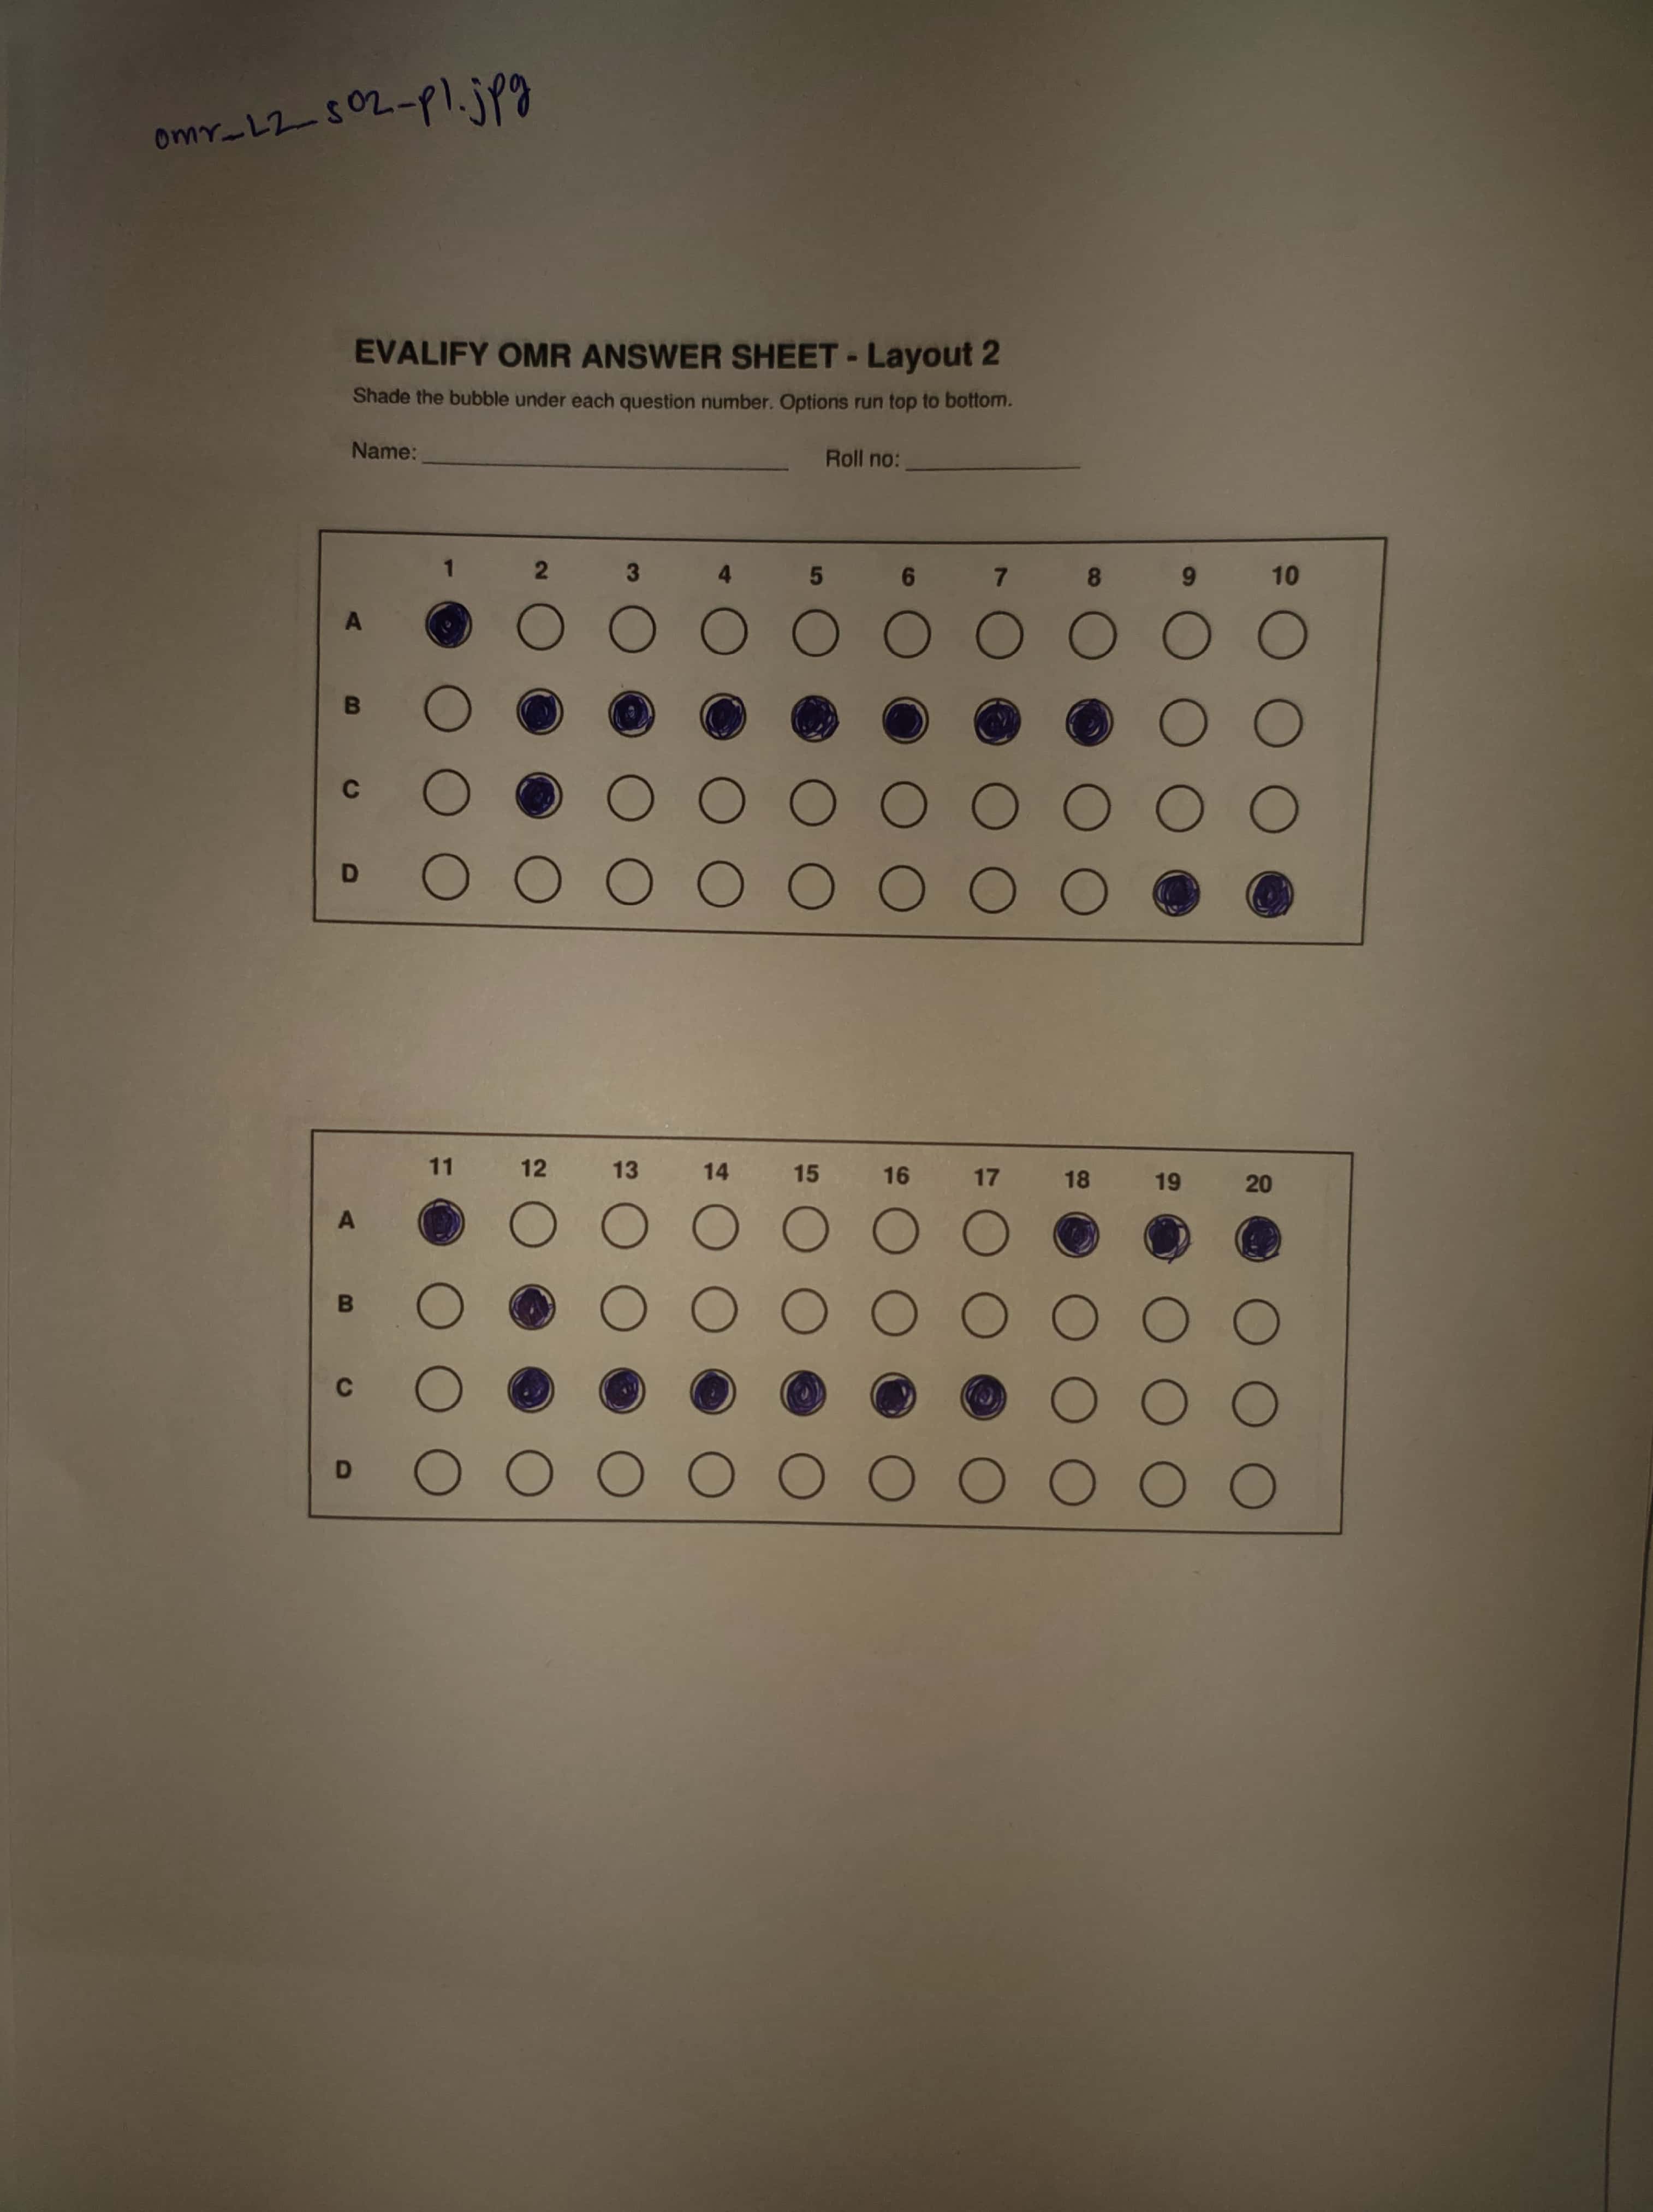 omr_L2_s02-p1.jpg
EVALIFY OMR ANSWER SHEET - Layout 2
Shade the bubble under each question number. Options run top to bottom.
Name: Roll no:
1 2 3 4 5 6 7 8 9 10
A
B
C
D
11 12 13 14 15 16 17 18 19 20
A
B
C
D